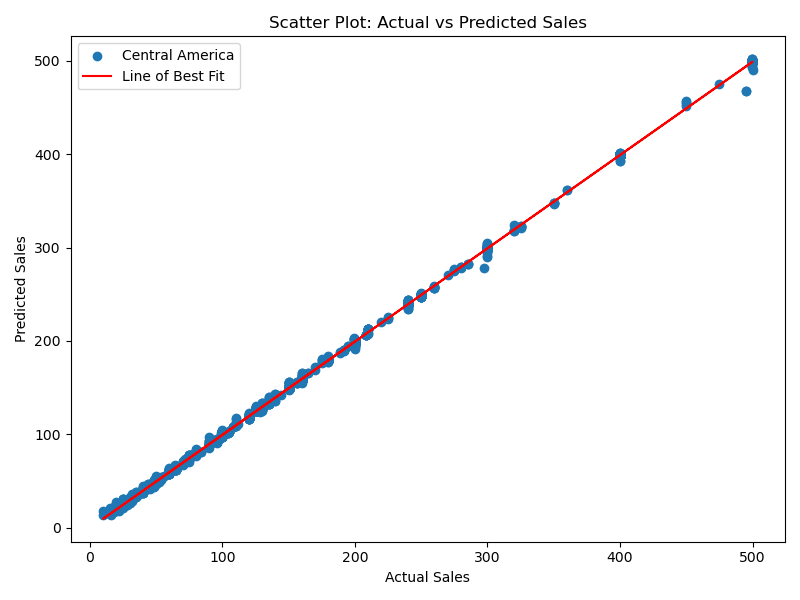 Scatter Plot: Actual vs Predicted Sales
Central America
Line of Best Fit
Predicted Sales
500
400
300
200
100
0
0 100 200 300 400 500
Actual Sales